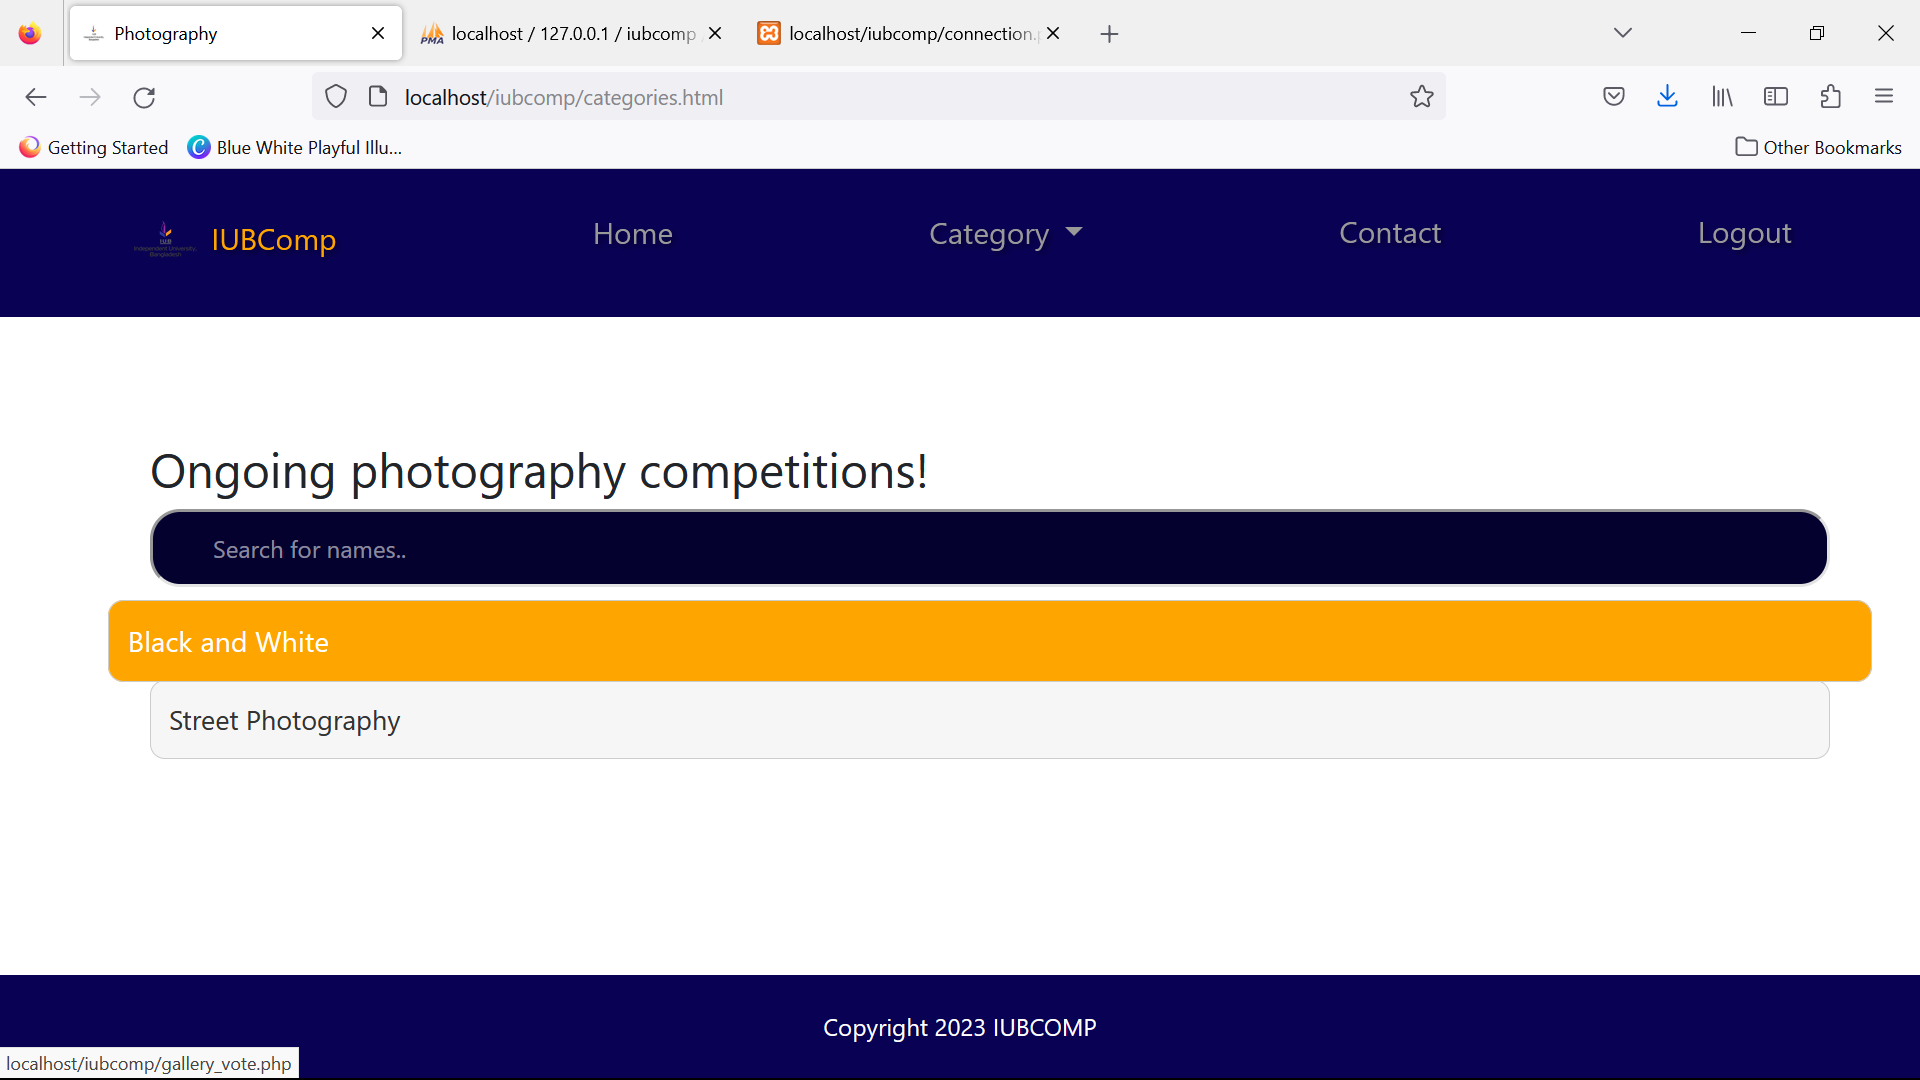 Photography
localhost / 127.0.0.1 / iubcomp
localhost/iubcomp/connection.
localhost/iubcomp/categories.html
Getting Started
Blue White Playful Illu...
Other Bookmarks
IUBComp
Home
Category
Contact
Logout
Ongoing photography competitions!
Search for names..
Black and White
Street Photography
Copyright 2023 IUBCOMP
localhost/iubcomp/gallery_vote.php